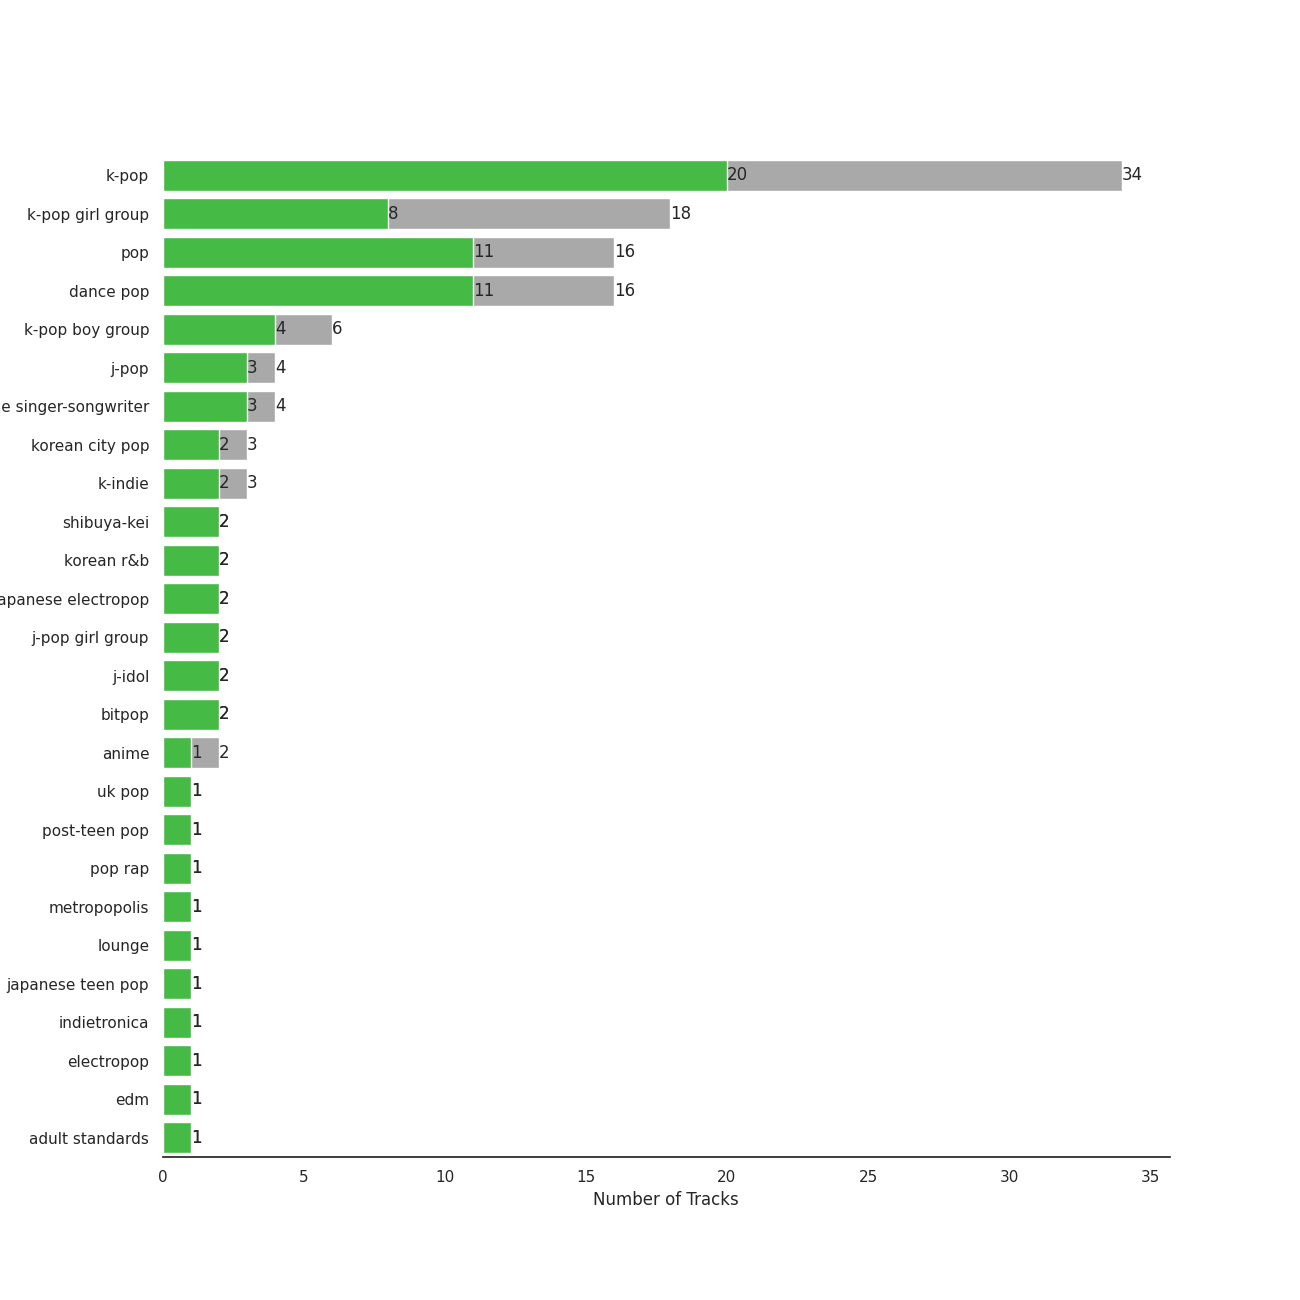 k-pop 20 34
k-pop girl group 8 18
pop 11 16
dance pop 11 16
k-pop boy group 4 6
j-pop 3 4
singer-songwriter 3 4
korean city pop 2 3
k-indie 2 3
shibuya-kei 2
korean r&b 2
apanese electropop 2
j-pop girl group 2
j-idol 2
bitpop 2
anime 1 2
uk pop 1
post-teen pop 1
pop rap 1
metropopolis 1
lounge 1
japanese teen pop 1
indietronica 1
electropop 1
edm 1
adult standards 1
0 5 10 15 20 25 30 35
Number of Tracks